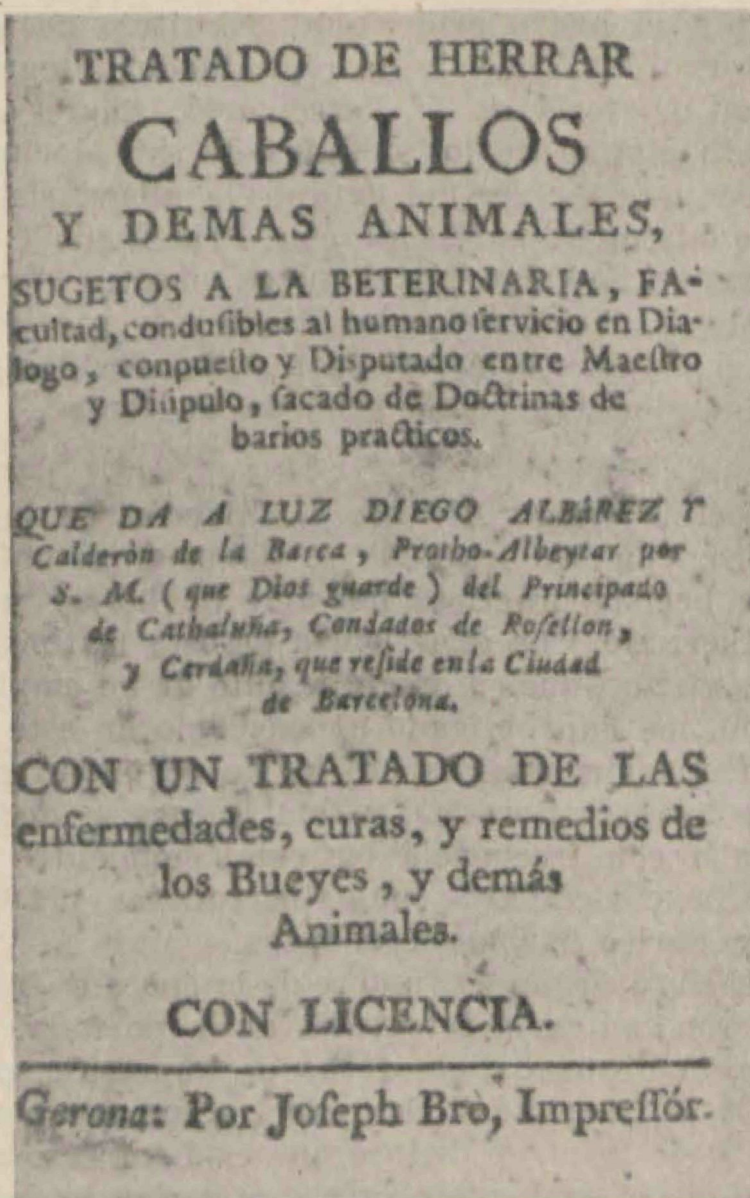 TRATADO DE HERRAR
CABALLOS
Y DEMAS ANIMALES,
SUGETOS A LA BETERINARIA, FA-
cultad, condusibles al humano servicio en Dia-
logo, conpuesto y Disputado entre Maestro
y Disipulo, sacado de Doctrinas de
barios practicos.
QUE DA A LUZ DIEGO ALBàREZ Y
Calderòn de la Barca, Protho-Albeytar por
S. M. (que Dios guarde) del Principado
de Cathaluña, Condados de Rosellon,
y Cerdaña, que reside en la Ciudad
de Barcelona.
CON UN TRATADO DE LAS
enfermedades, curas, y remedios de
los Bueyes, y demás
Animales.
CON LICENCIA.
Gerona: Por Joseph Brò, Impressór.